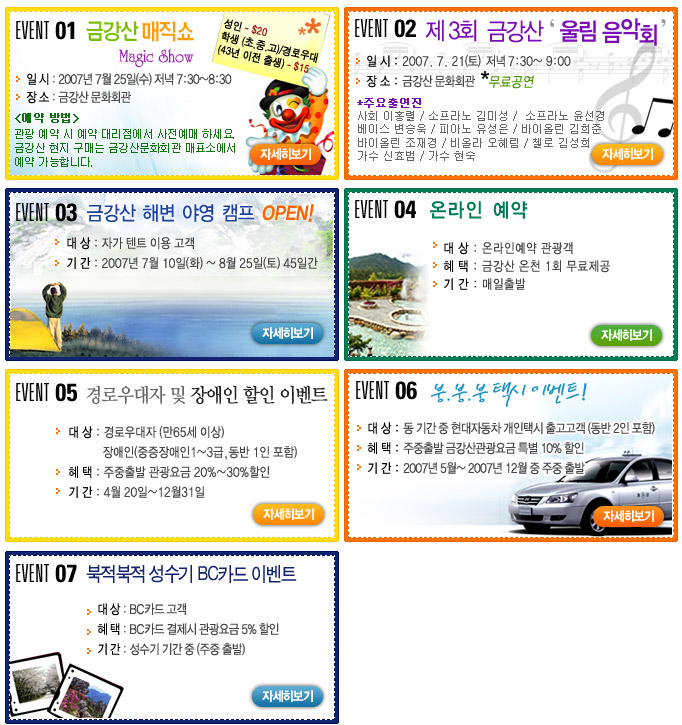 EVENT 01 금강산 매직쇼
Magic Show
성인 - $20
학생 (초,중,고)/경로우대
(43년 이전 출생) - $15
일 시 : 2007년 7월 25일(수) 저녁 7:30~8:30
장 소 : 금강산 문화회관
<예약 방법>
관광 예약 시 예약 대리점에서 사전예매 하세요
금강산 현지 구매는 금강산문화회관 매표소에서
예약 가능합니다.
자세히보기
EVENT 02 제 3회 금강산 ‘울림 음악회’
일 시 : 2007. 7. 21(토) 저녁 7:30~ 9:00
장 소 : 금강산 문화회관 *무료공연
*주요출연진
사회 이홍렬 / 소프라노 김미성 / 소프라노 윤선경
베이스 변승욱 / 피아노 유성은 / 바이올린 김희준
바이올린 조재경 / 비올라 오혜림 / 첼로 김성희
가수 신효범 / 가수 현숙
자세히보기
EVENT 03 금강산 해변 야영 캠프 OPEN!
대 상 : 자가 텐트 이용 고객
기 간 : 2007년 7월 10일(화) ~ 8월 25일(토) 45일간
자세히보기
EVENT 04 온라인 예약
대 상 : 온라인예약 관광객
혜 택 : 금강산 온천 1회 무료제공
기 간 : 매일출발
자세히보기
EVENT 05 경로우대자 및 장애인 할인 이벤트
대 상 : 경로우대자 (만65세 이상)
장애인(중증장애인1~3급,동반 1인 포함)
혜 택 : 주중출발 관광요금 20%~30%할인
기 간 : 4월 20일~12월31일
자세히보기
EVENT 06 붕.붕.붕 택시 이벤트!
대 상 : 동 기간 중 현대자동차 개인택시 출고고객 (동반 2인 포함)
혜 택 : 주중출발 금강산관광요금 특별 10% 할인
기 간 : 2007년 5월~ 2007년 12월 중 주중 출발
자세히보기
EVENT 07 북적북적 성수기 BC카드 이벤트
대 상 : BC카드 고객
혜 택 : BC카드 결제시 관광요금 5% 할인
기 간 : 성수기 기간 중 (주중 출발)
자세히보기